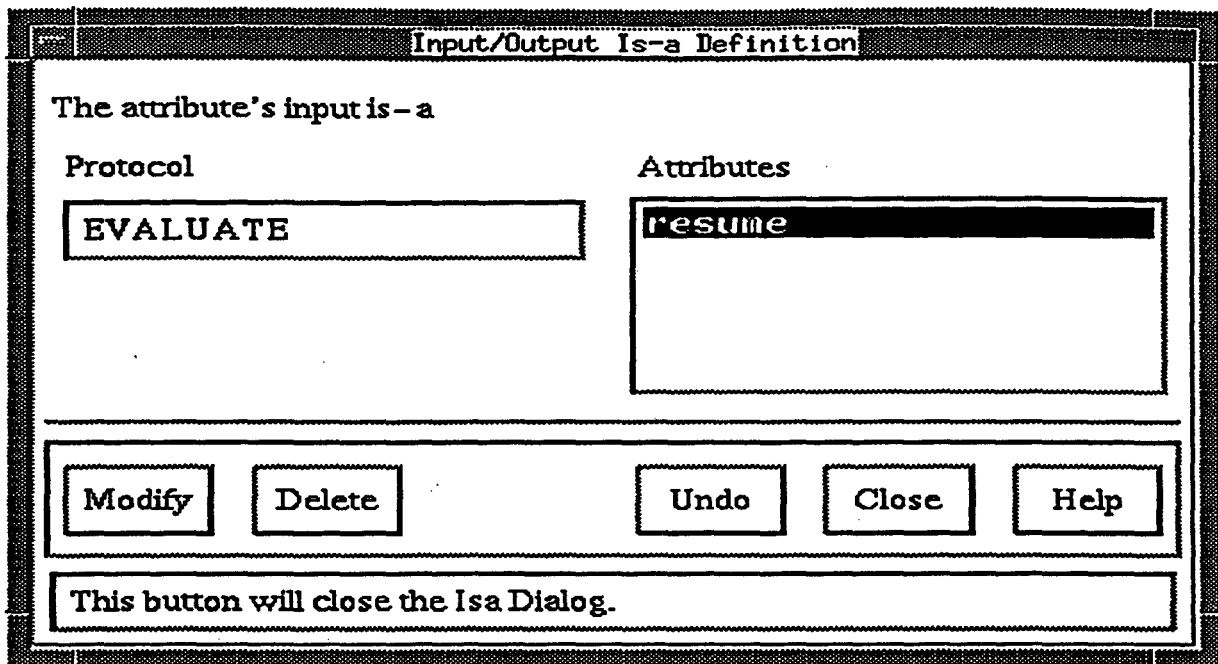 Input/Output Is-a Definition
The attribute's input is-a
Protocol
Attributes
EVALUATE
resume
Modify
Delete
Undo
Close
Help
This button will close the Isa Dialog.